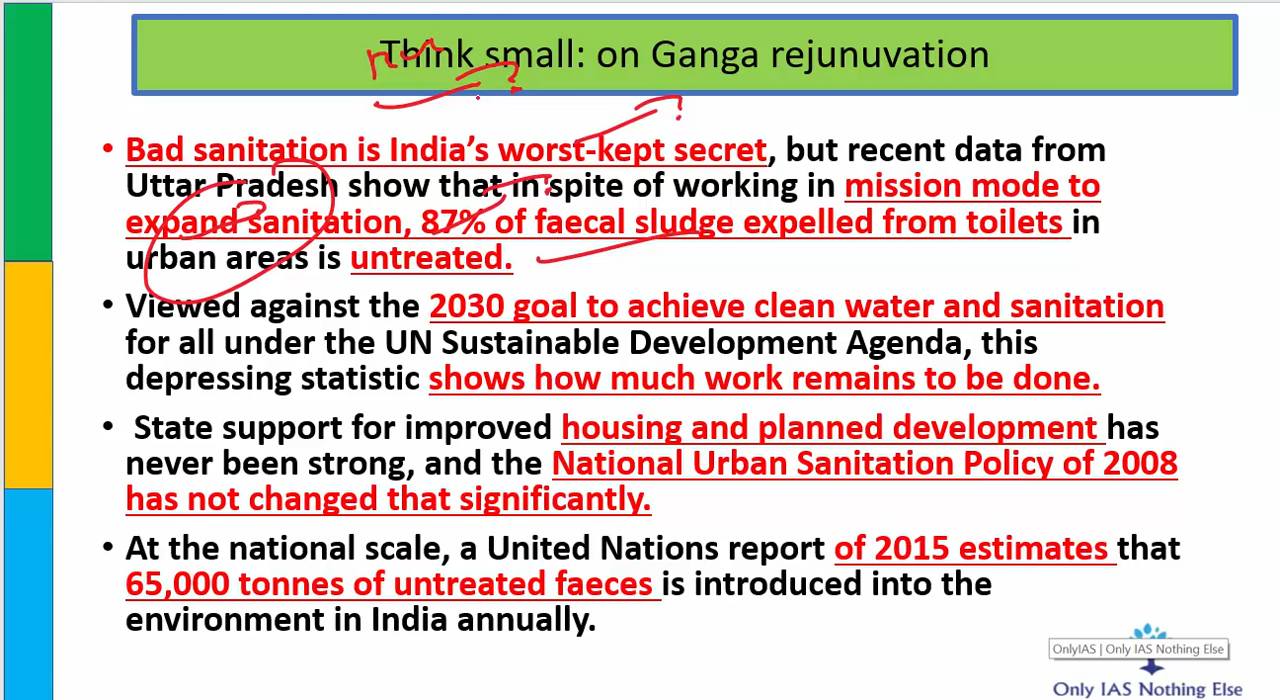 Think small: on Ganga rejunuvation
• Bad sanitation is India's worst-kept secret, but recent data from
Uttar Pradesh show that in spite of working in mission mode to
expand sanitation, 87% of faecal sludge expelled from toilets in
urban areas is untreated.
• Viewed against the 2030 goal to achieve clean water and sanitation
for all under the UN Sustainable Development Agenda, this
depressing statistic shows how much work remains to be done.
• State support for improved housing and planned development has
never been strong, and the National Urban Sanitation Policy of 2008
has not changed that significantly.
• At the national scale, a United Nations report of 2015 estimates that
65,000 tonnes of untreated faeces is introduced into the
environment in India annually.
OnlyIAS | Only IAS Nothing Else
Only IAS Nothing Else